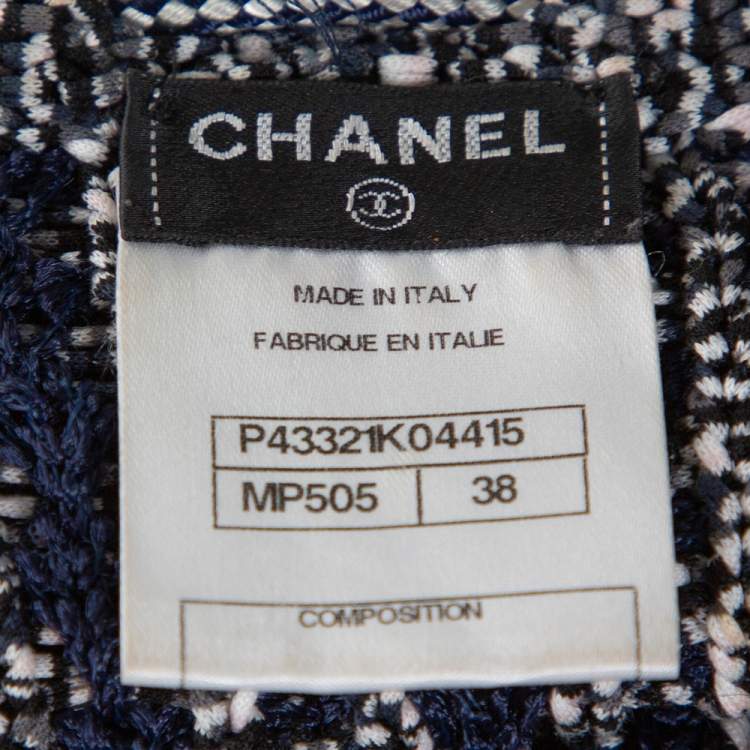 CHANEL
MADE IN ITALY
FABRIQUE EN ITALIE
P43321K04415
MP505 38
COMPOSITION